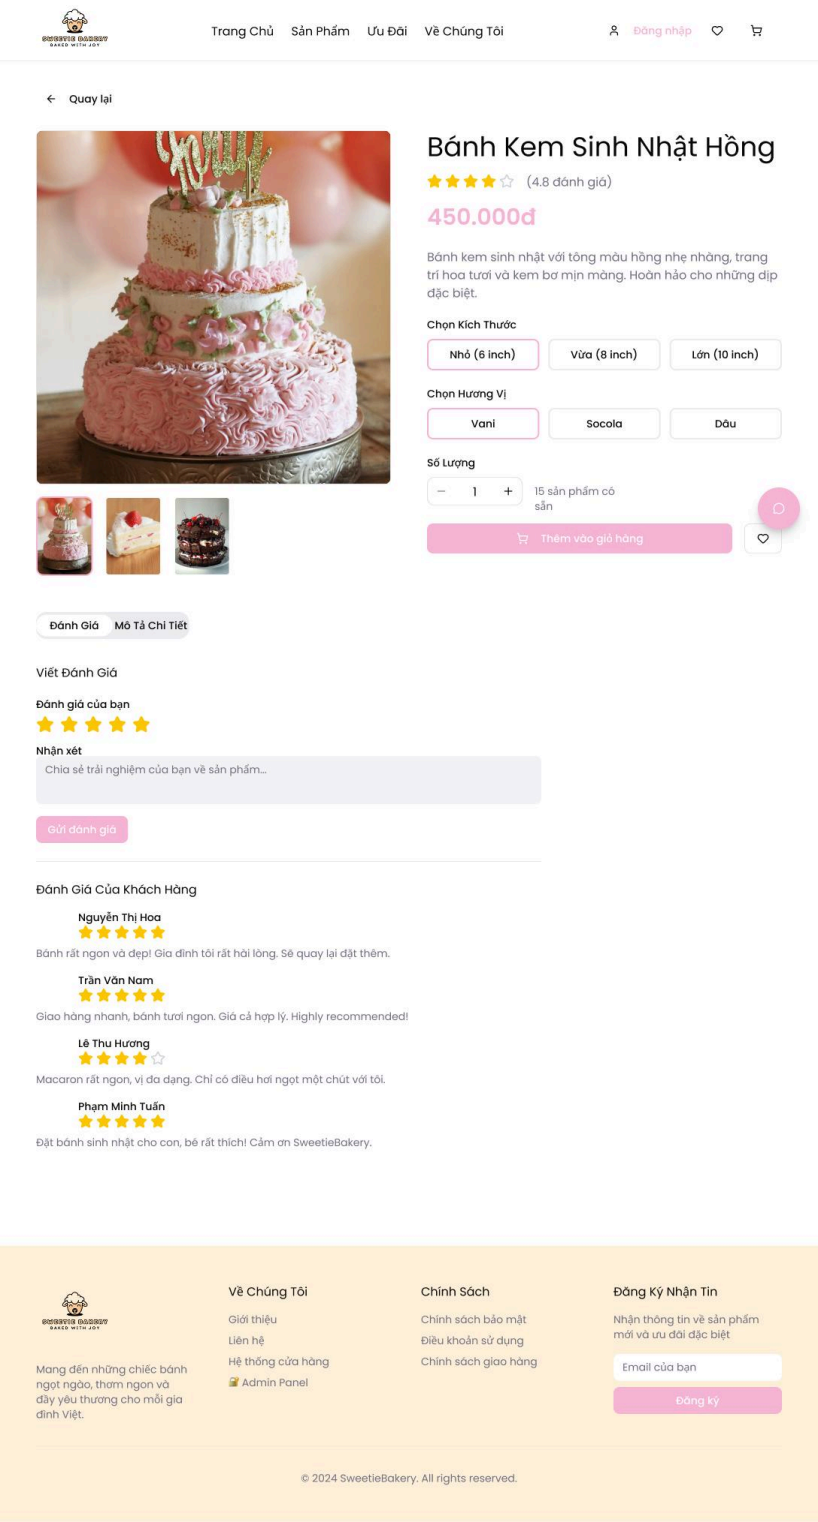 SWEETIE BAKERY
BAKED WITH JOY
Trang Chủ
Sản Phẩm
Ưu Đãi
Về Chúng Tôi
Đăng nhập
Quay lại
Bánh Kem Sinh Nhật Hồng
(4.8 đánh giá)
450.000đ
Bánh kem sinh nhật với tông màu hồng nhẹ nhàng, trang
trí hoa tươi và kem bơ mịn màng. Hoàn hảo cho những dịp
đặc biệt.
Chọn Kích Thước
Nhỏ (6 inch)
Vừa (8 inch)
Lớn (10 inch)
Chọn Hương Vị
Vani
Socola
Dâu
Số Lượng
1
15 sản phẩm có
sẵn
Thêm vào giỏ hàng
Đánh Giá
Mô Tả Chi Tiết
Viết Đánh Giá
Đánh giá của bạn
Nhận xét
Chia sẻ trải nghiệm của bạn về sản phẩm...
Gửi đánh giá
Đánh Giá Của Khách Hàng
Nguyễn Thị Hoa
Bánh rất ngon và đẹp! Gia đình tôi rất hài lòng. Sẽ quay lại đặt thêm.
Trần Văn Nam
Giao hàng nhanh, bánh tươi ngon. Giá cả hợp lý. Highly recommended!
Lê Thu Hương
Macaron rất ngon, vị đa dạng. Chỉ có điều hơi ngọt một chút với tôi.
Phạm Minh Tuấn
Đặt bánh sinh nhật cho con, bé rất thích! Cảm ơn SweetieBakery.
SWEETIE BAKERY
BAKED WITH JOY
Mang đến những chiếc bánh
ngọt ngào, thơm ngon và
đầy yêu thương cho mỗi gia
đình Việt.
Về Chúng Tôi
Giới thiệu
Liên hệ
Hệ thống cửa hàng
🔐 Admin Panel
Chính Sách
Chính sách bảo mật
Điều khoản sử dụng
Chính sách giao hàng
Đăng Ký Nhận Tin
Nhận thông tin về sản phẩm
mới và ưu đãi đặc biệt
Email của bạn
Đăng ký
© 2024 SweetieBakery. All rights reserved.